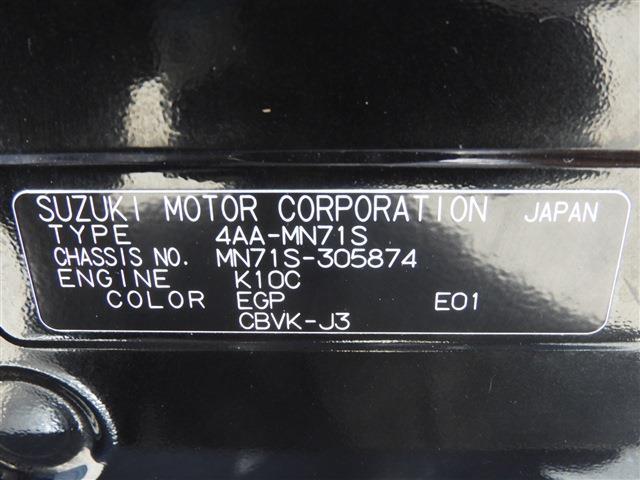 SUZUKI MOTOR CORPORATION JAPAN
TYPE 4AA-MN71S
CHASSIS NO. MN71S-305874
ENGINE K10C
COLOR EGP E01
CBVK-J3